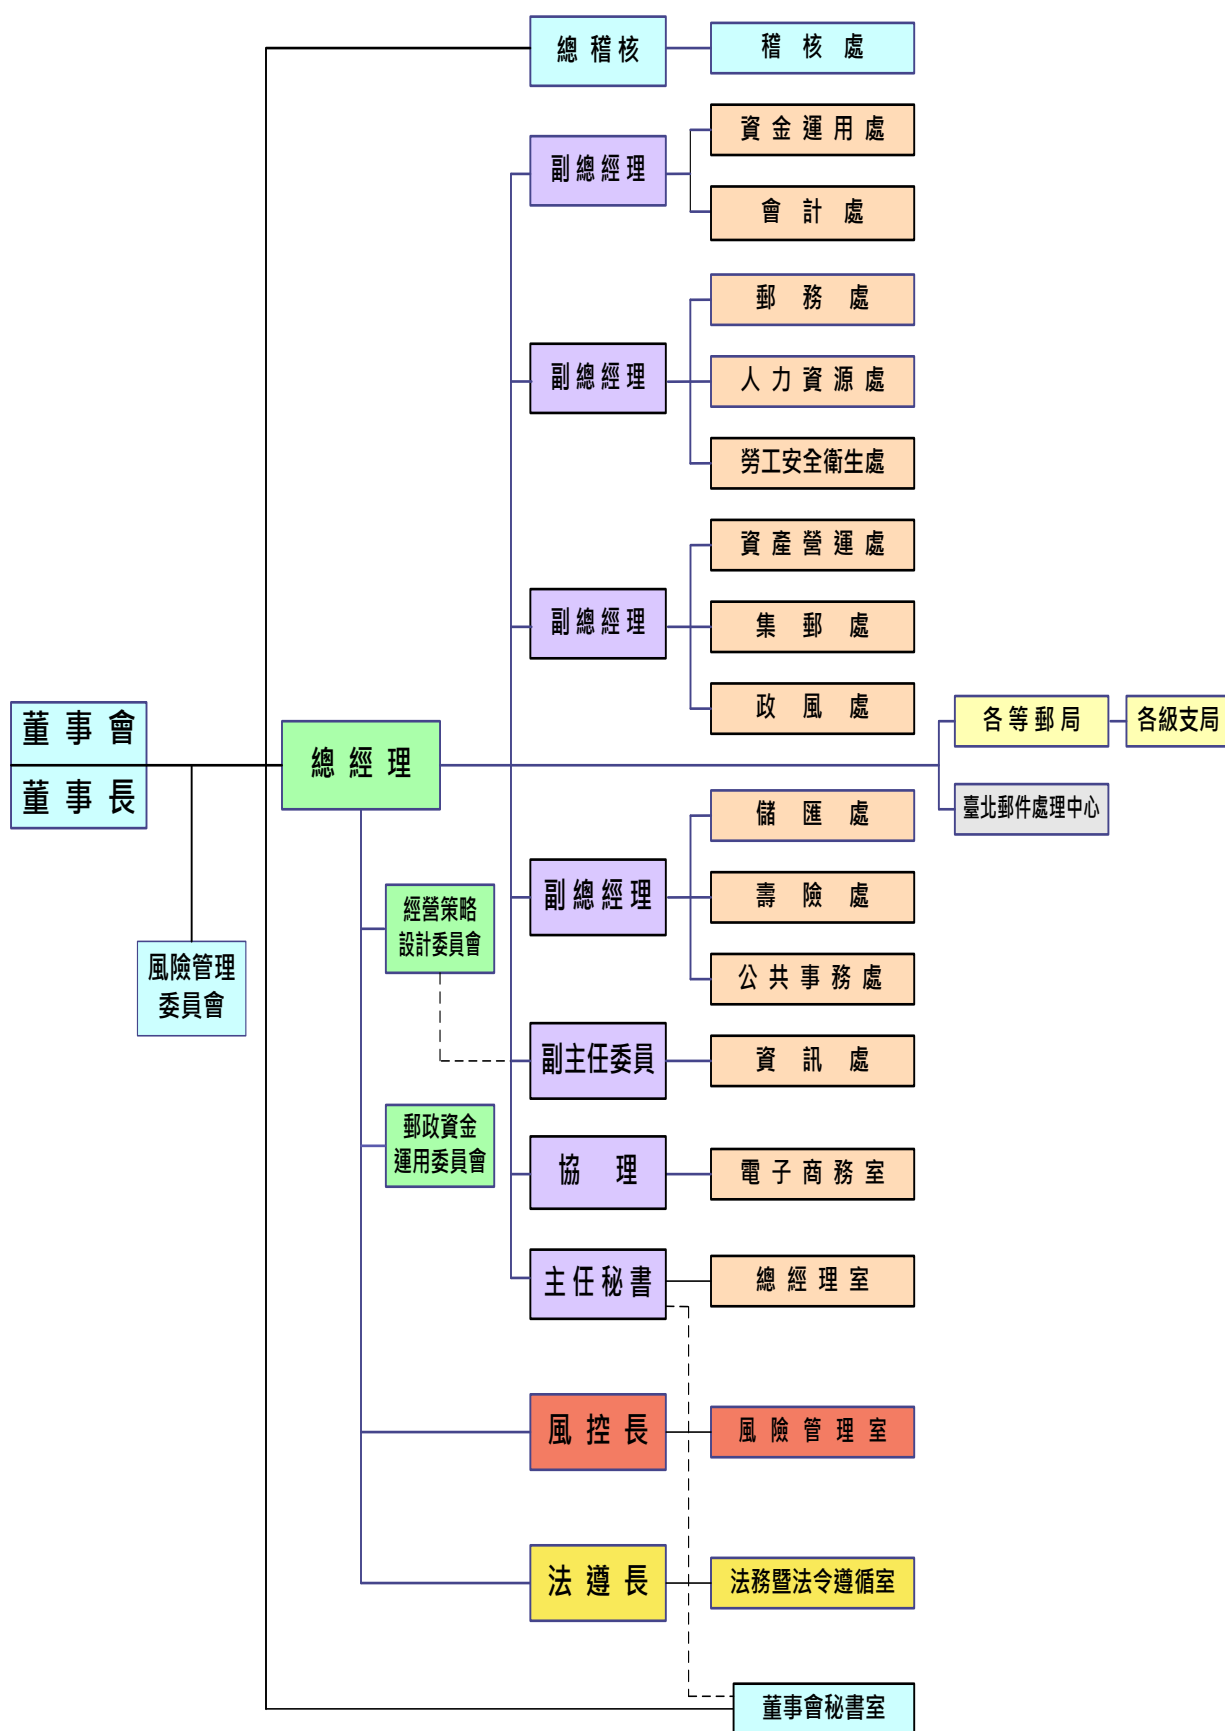 總稽核
稽核處
資金運用處
副總經理
會計處
郵務處
副總經理
人力資源處
勞工安全衛生處
資產營運處
副總經理
集郵處
政風處
董事會
董事長
總經理
各等郵局
各級支局
臺北郵件處理中心
儲匯處
副總經理
壽險處
公共事務處
經營策略
設計委員會
風險管理
委員會
副主任委員
資訊處
郵政資金
運用委員會
協理
電子商務室
主任秘書
總經理室
風控長
風險管理室
法遵長
法務暨法令遵循室
董事會秘書室